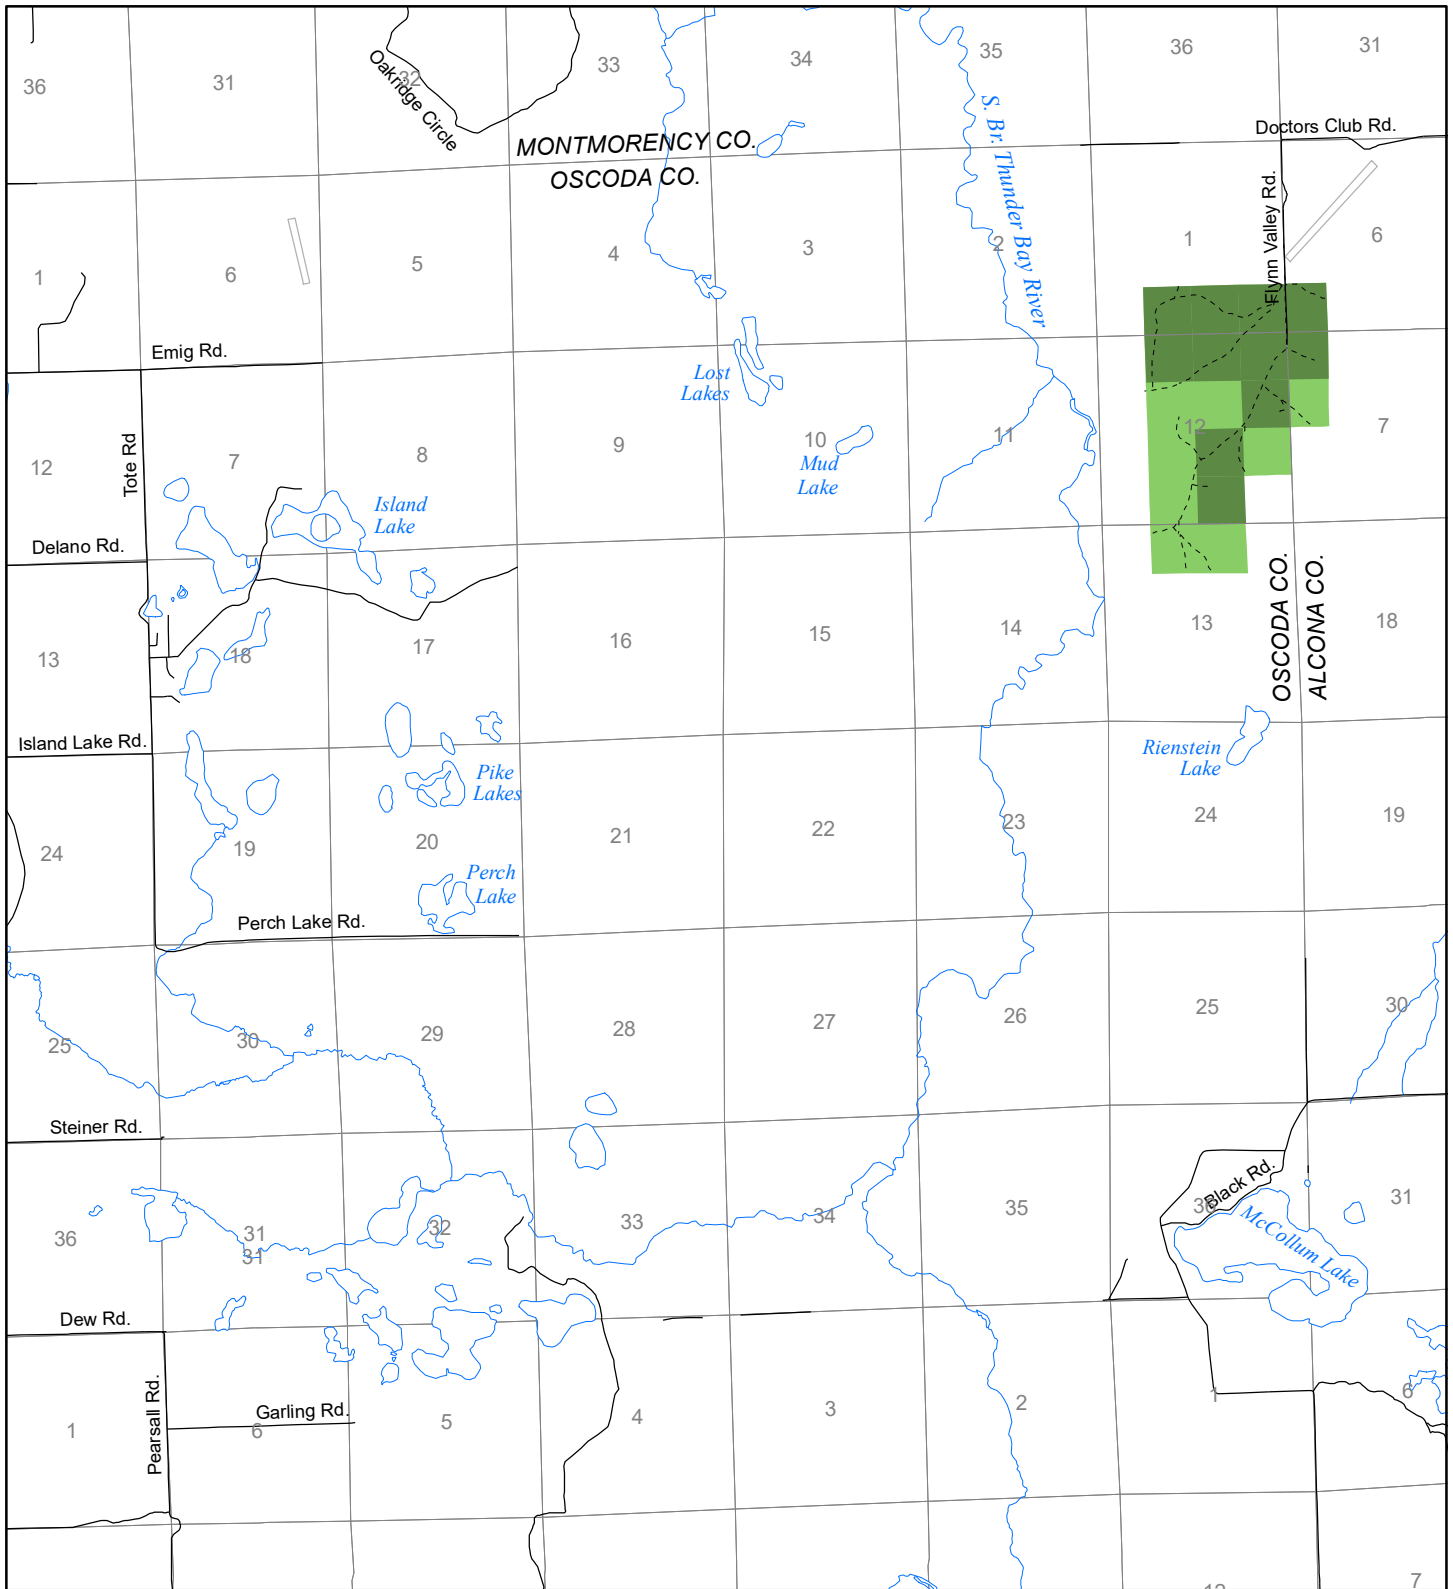 36
31
32
33
34
35
36
31
Oakridge Circle
MONTMORENCY CO.
OSCODA CO.
S. Br. Thunder Bay River
Doctors Club Rd.
Flynn Valley Rd.
1
6
5
4
3
2
1
6
Emig Rd.
Lost
Lakes
Tote Rd
12
7
8
9
10
11
12
7
Mud
Lake
Island
Lake
Delano Rd.
OSCODA CO.
ALCONA CO.
13
18
17
16
15
14
13
18
Island Lake Rd.
Rienstein
Lake
Pike
Lakes
24
19
20
21
22
23
24
19
Perch
Lake
Perch Lake Rd.
25
30
29
28
27
26
25
30
Steiner Rd.
Black Rd.
McCollum Lake
36
31
31
32
33
34
35
36
31
Dew Rd.
Pearsall Rd.
Garling Rd.
1
6
5
4
3
2
1
6
12
7